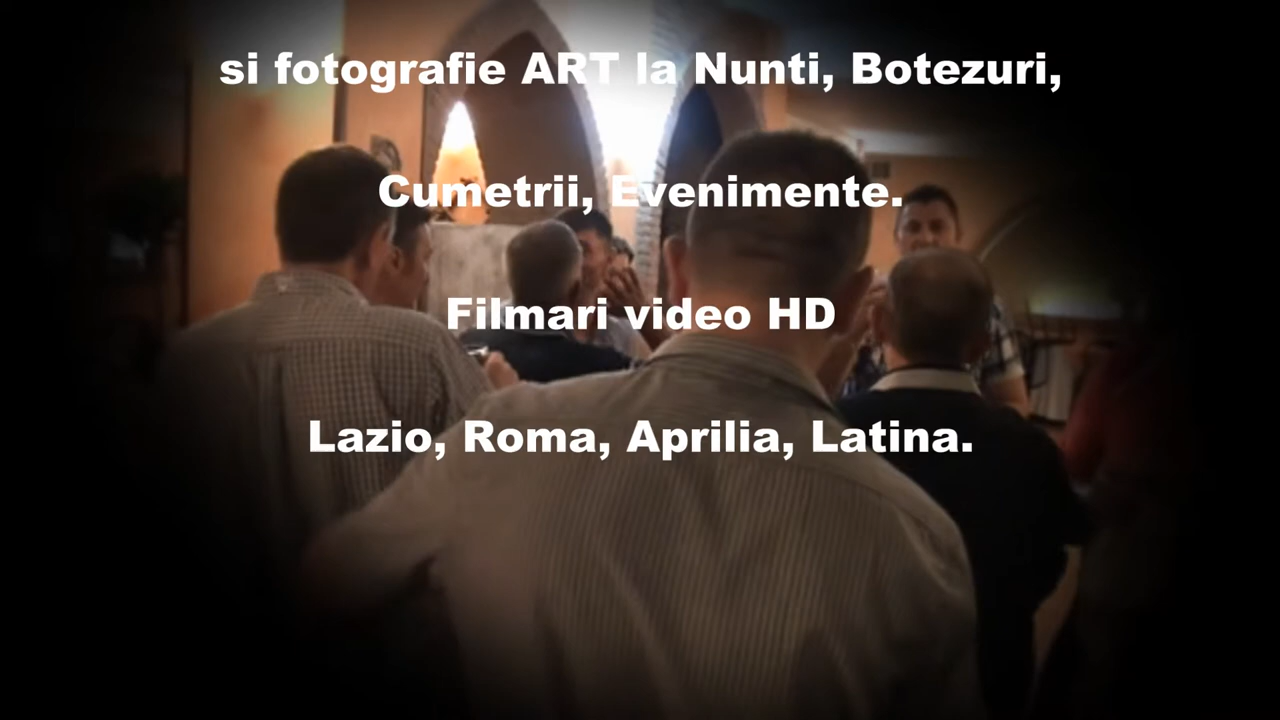 si fotografie ART la Nunti, Botezuri,
Cumetrii, Evenimente.
Filmari video HD
Lazio, Roma, Aprilia, Latina.